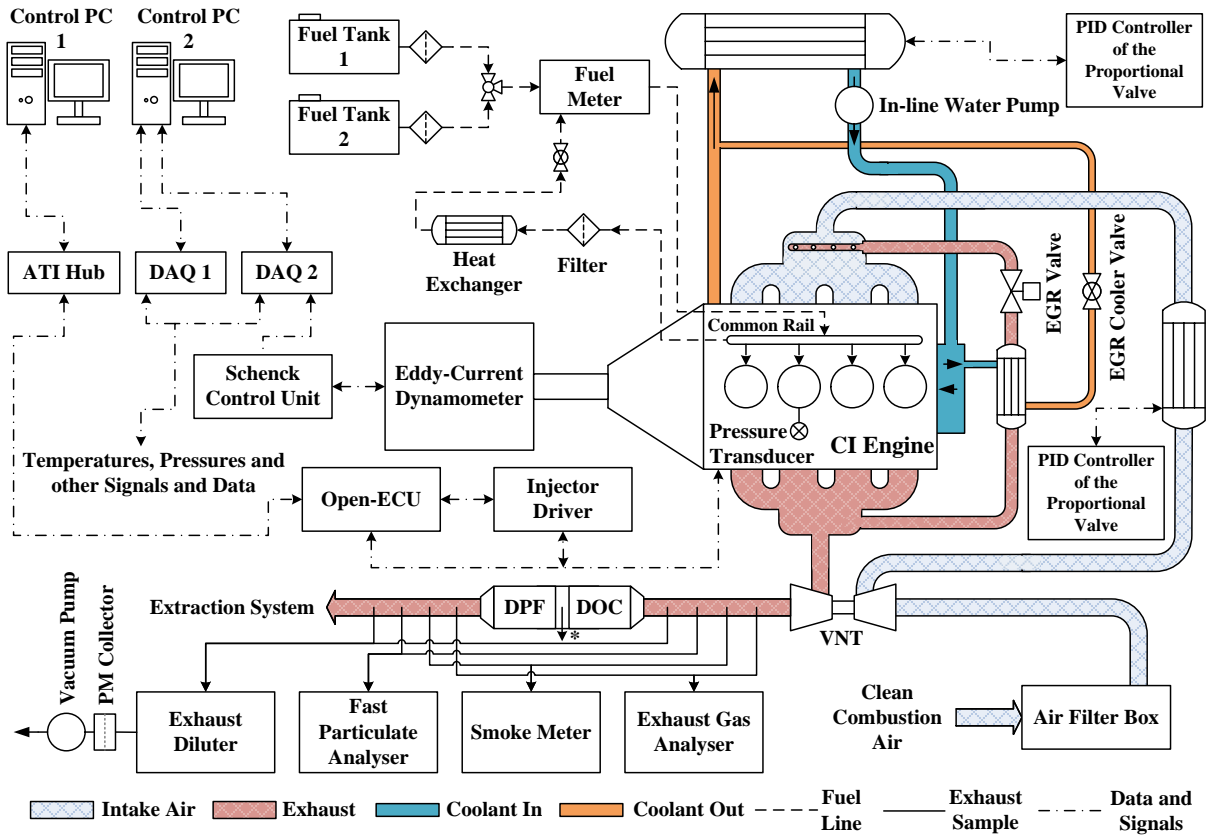 Control PC
1
Control PC
2
Fuel Tank
1
Fuel Tank
2
Fuel
Meter
PID Controller
of the
Proportional
Valve
In-line Water Pump
ATI Hub
DAQ 1
DAQ 2
Heat
Exchanger
Filter
EGR Valve
EGR Cooler Valve
Common Rail
Schenck
Control Unit
Eddy-Current
Dynamometer
Pressure
Transducer
CI Engine
Temperatures, Pressures and
other Signals and Data
Open-ECU
Injector
Driver
PID Controller
of the
Proportional
Valve
Extraction System
DPF
DOC
*
VNT
Vacuum Pump
PM Collector
Exhaust
Diluter
Fast
Particulate
Analyser
Smoke Meter
Exhaust Gas
Analyser
Clean
Combustion
Air
Air Filter Box
Intake Air
Exhaust
Coolant In
Coolant Out
Fuel
Line
Exhaust
Sample
Data and
Signals